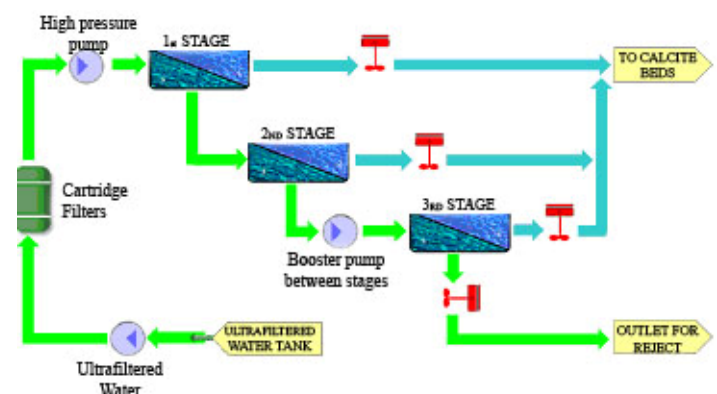 High pressure
pump
1st STAGE
TO CALCITE
BEDS
2ND STAGE
Cartridge
Filters
3RD STAGE
Booster pump
between stages
ULTRAFILTERED
WATER TANK
OUTLET FOR
REJECT
Ultrafiltered
Water